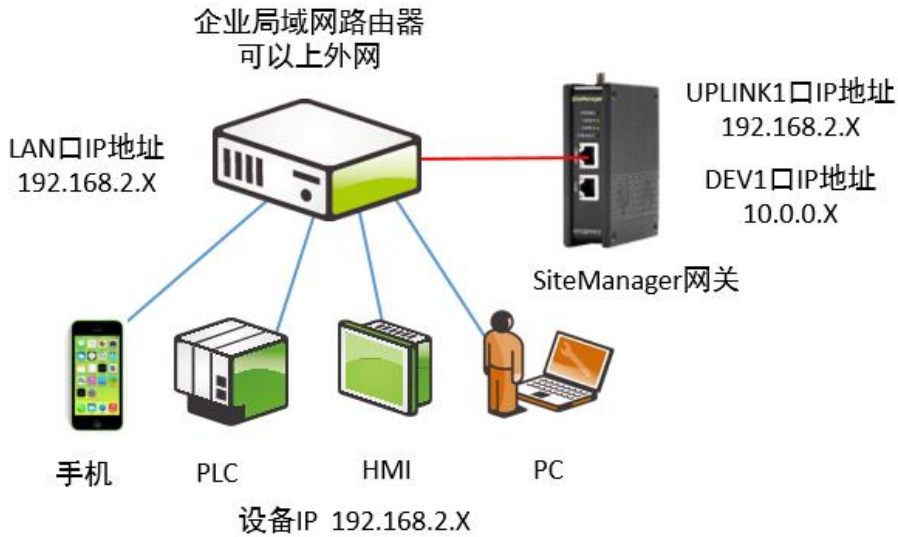 企业局域网路由器
可以上外网
LAN口IP地址
192.168.2.X
UPLINK1口IP地址
192.168.2.X
DEV1口IP地址
10.0.0.X
SiteManager网关
手机
PLC
HMI
PC
设备IP 192.168.2.X